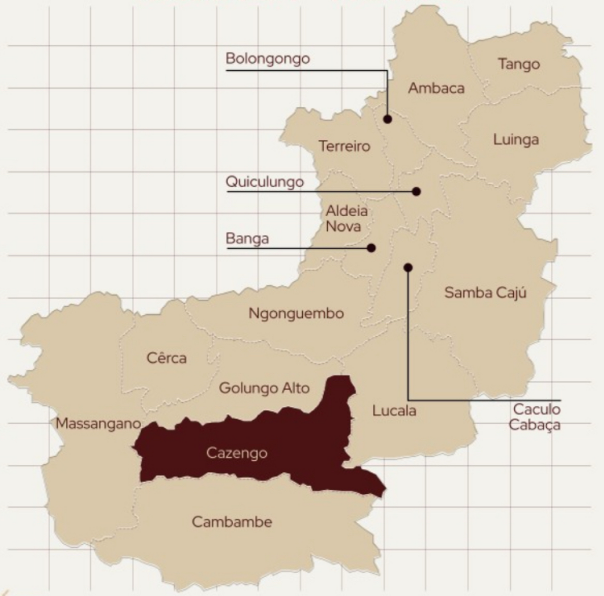 Bolongongo
Tango
Ambaca
Luinga
Terreiro
Quiculungo
Aldeia
Nova
Banga
Samba Cajú
Ngonguembo
Cêrca
Golungo Alto
Lucala
Caculo
Cabaça
Massangano
Cazengo
Cambambe